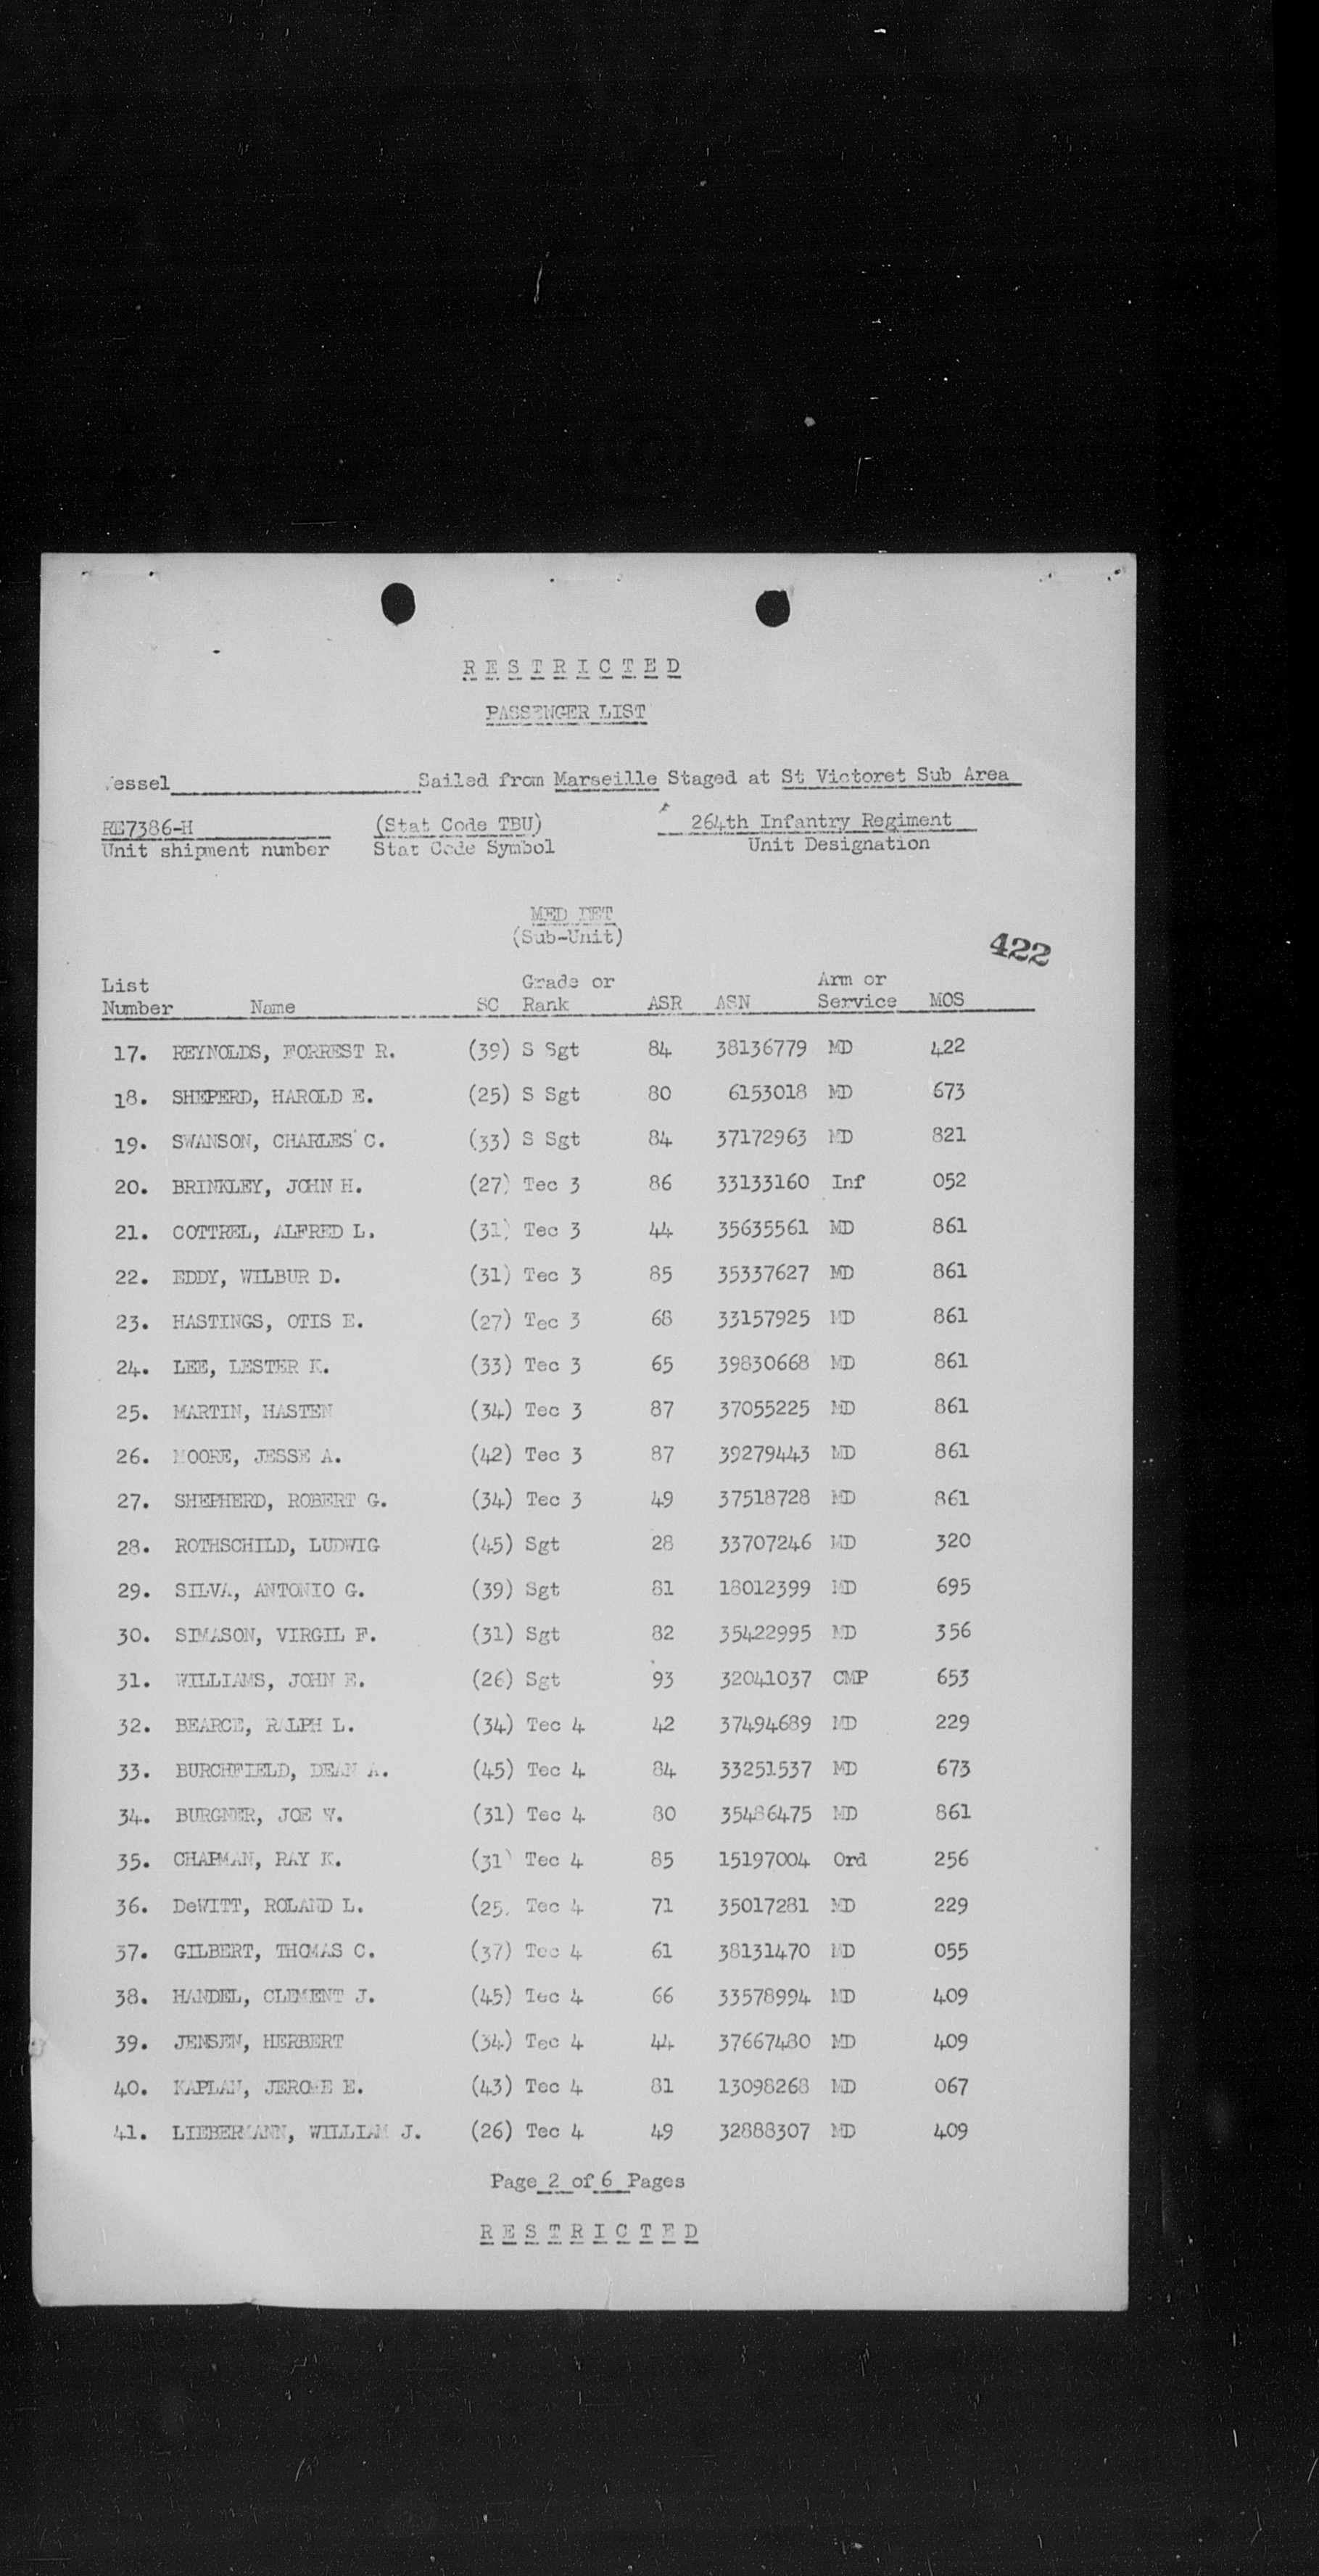 RESTRICTED
PASSENGER LIST
Vessel Sailed from Marseille Staged at St Victoret Sub Area
RE7386-H (Stat Code TBU) 264th Infantry Regiment
Unit shipment number Stat Code Symbol Unit Designation
MED DET
(Sub-Unit)
422
List Grade or Arm or
Number Name SC Rank ASR ASN Service MOS
17. REYNOLDS, FORREST R. (39) S Sgt 84 38136779 MD 422
18. SHEPERD, HAROLD E. (25) S Sgt 80 6153018 MD 673
19. SWANSON, CHARLES C. (33) S Sgt 84 37172963 MD 821
20. BRINKLEY, JOHN H. (27) Tec 3 86 33133160 Inf 052
21. COTTREL, ALFRED L. (31) Tec 3 44 35635561 MD 861
22. EDDY, WILBUR D. (31) Tec 3 85 35337627 MD 861
23. HASTINGS, OTIS E. (27) Tec 3 68 33157925 MD 861
24. LEE, LESTER K. (33) Tec 3 65 39830668 MD 861
25. MARTIN, HASTEN (34) Tec 3 87 37055225 MD 861
26. MOORE, JESSE A. (42) Tec 3 87 39279443 MD 861
27. SHEPHERD, ROBERT G. (34) Tec 3 49 37518728 MD 861
28. ROTHSCHILD, LUDWIG (45) Sgt 28 33707246 MD 320
29. SILVA, ANTONIO G. (39) Sgt 81 18012399 MD 695
30. SIMASON, VIRGIL F. (31) Sgt 82 35422995 MD 356
31. WILLIAMS, JOHN E. (26) Sgt 93 32041037 CMP 653
32. BEARCE, RALPH L. (34) Tec 4 42 37494689 MD 229
33. BURCHFIELD, DEAN A. (45) Tec 4 84 33251537 MD 673
34. BURGNER, JOE W. (31) Tec 4 80 35486475 MD 861
35. CHAPMAN, RAY K. (31) Tec 4 85 15197004 Ord 256
36. DeWITT, ROLAND L. (25) Tec 4 71 35017281 MD 229
37. GILBERT, THOMAS C. (37) Tec 4 61 38131470 MD 055
38. HANDEL, CLEMENT J. (45) Tec 4 66 33578994 MD 409
39. JENSEN, HERBERT (34) Tec 4 44 37667480 MD 409
40. KAPLAN, JEROME E. (43) Tec 4 81 13098268 MD 067
41. LIEBERMANN, WILLIAM J. (26) Tec 4 49 32888307 MD 409
Page 2 of 6 Pages
RESTRICTED